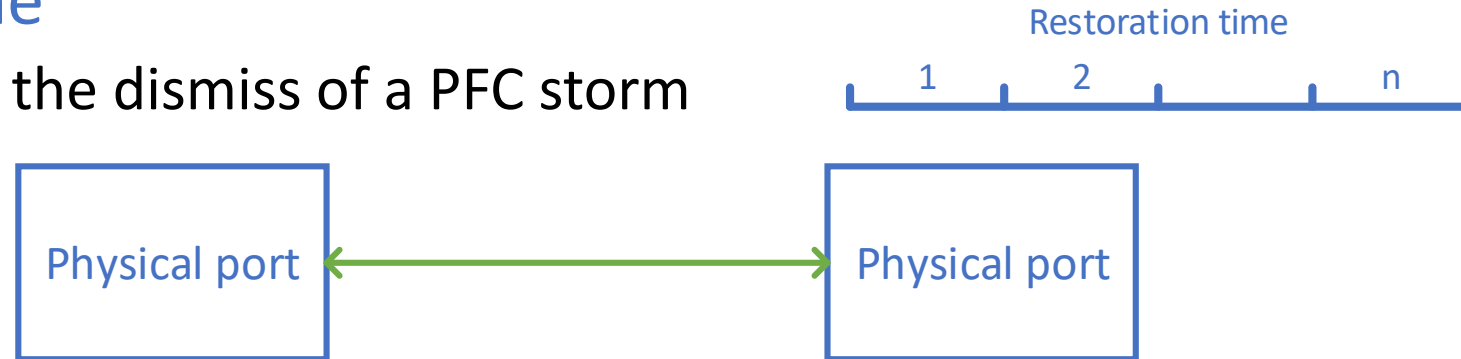 Restoration time
the dismiss of a PFC storm
1 2 n
Physical port Physical port